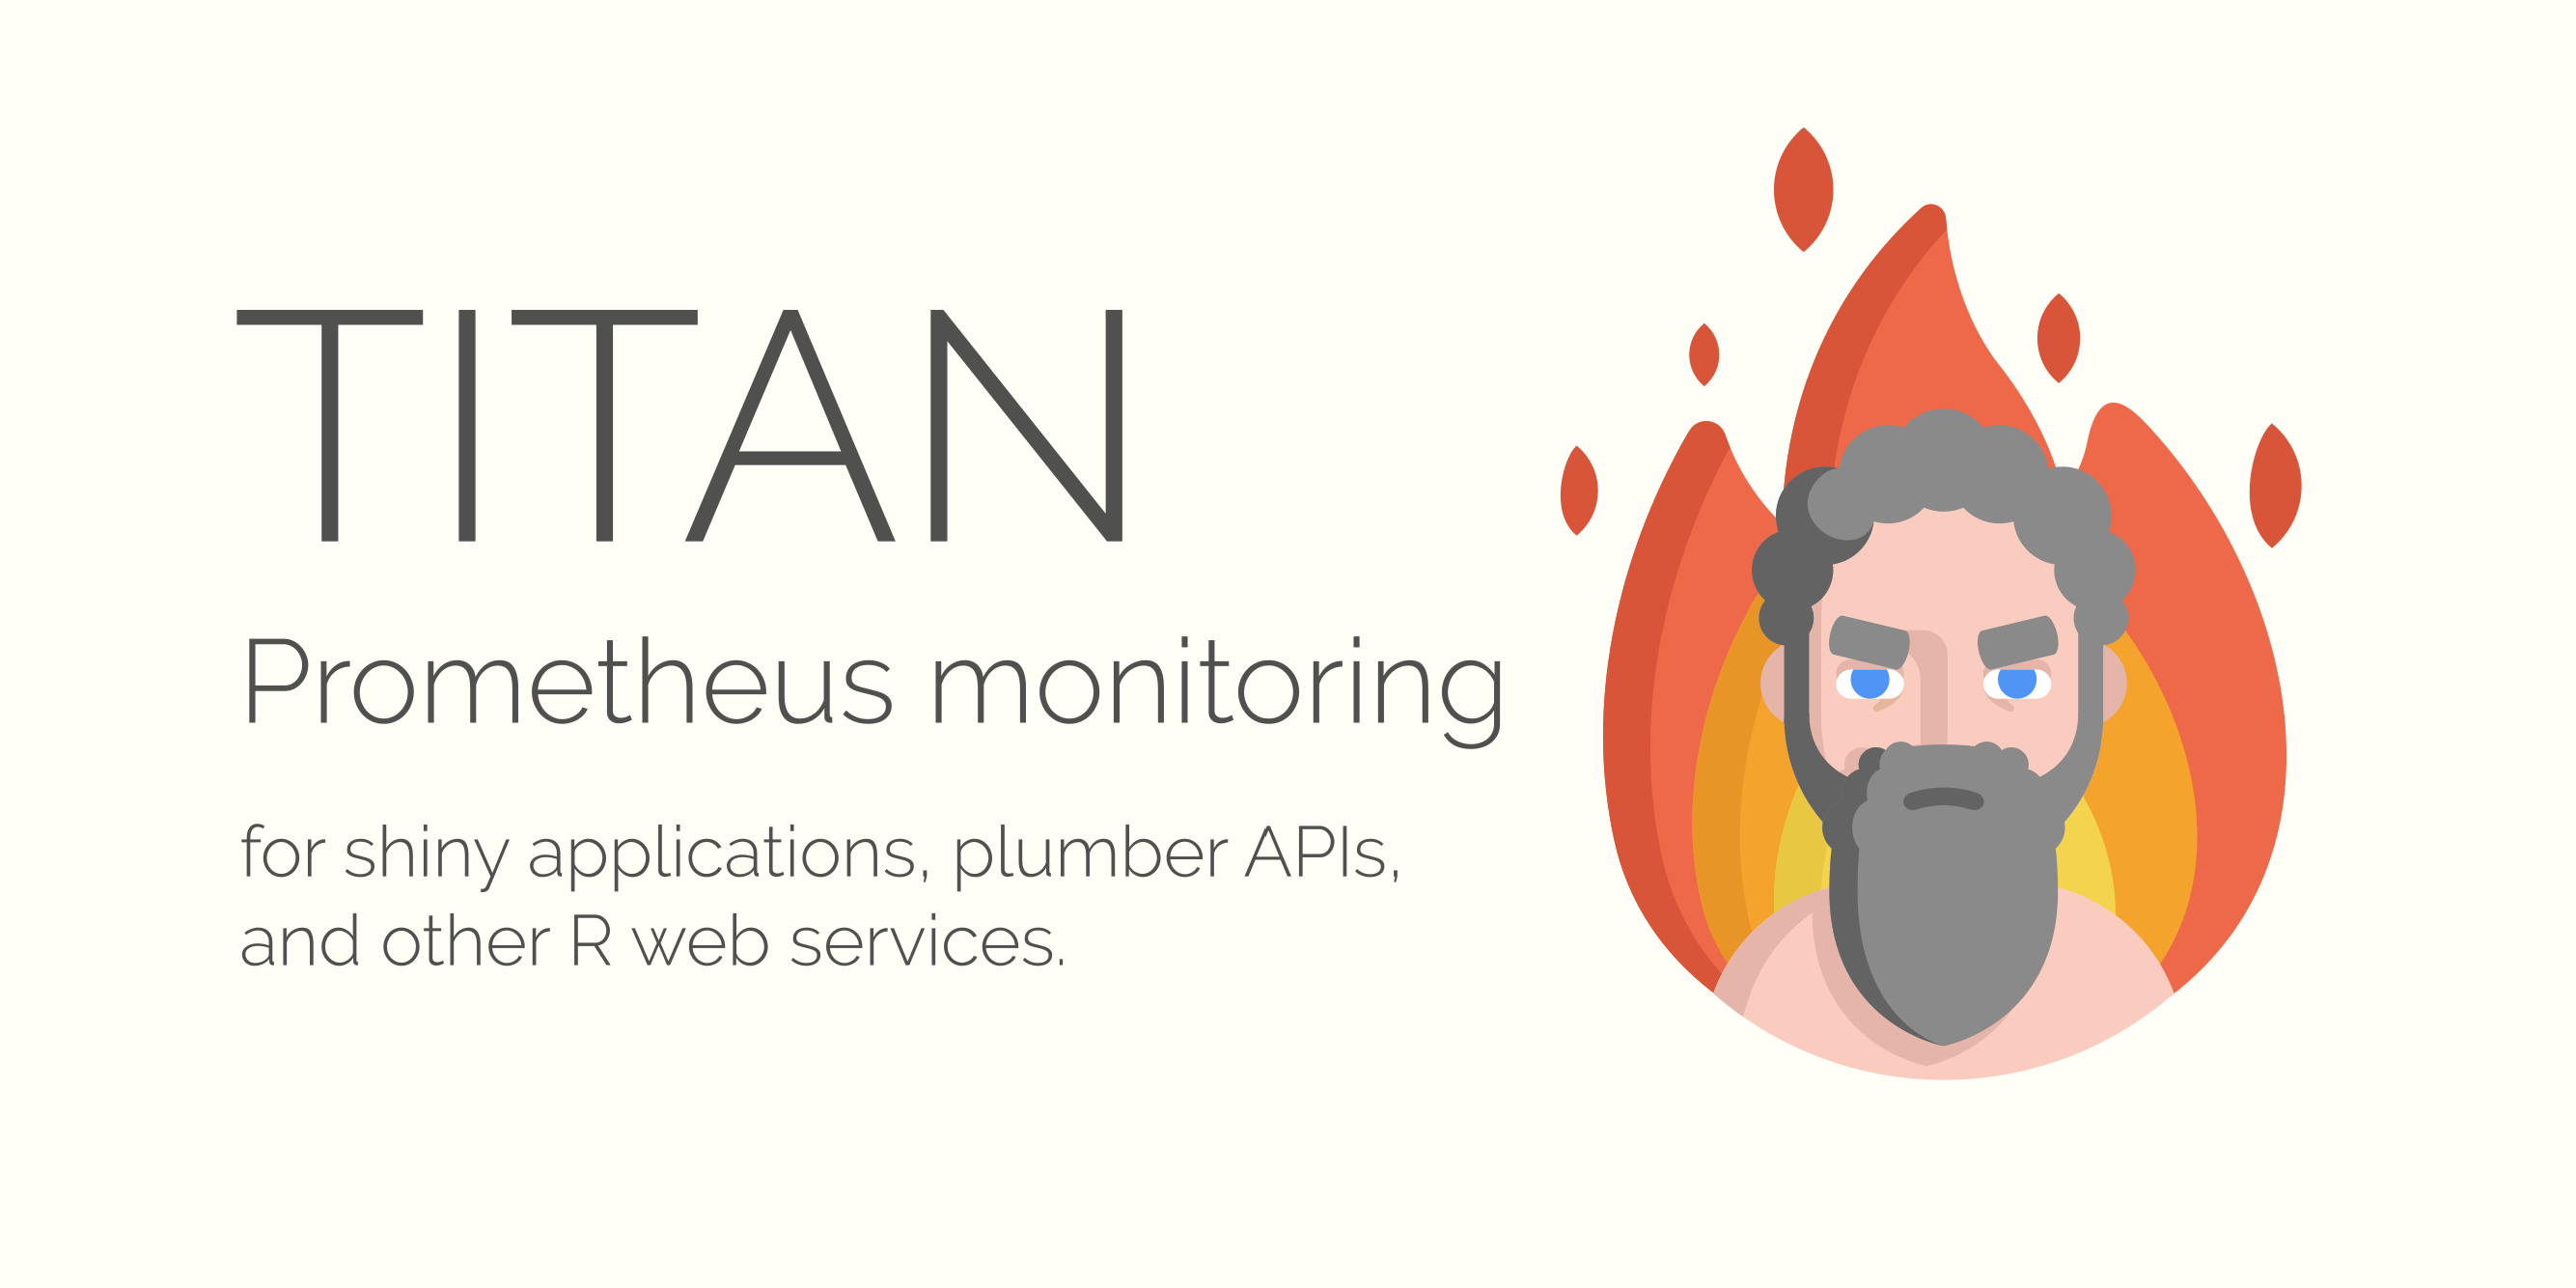 TITAN
Prometheus monitoring
for shiny applications, plumber APIs,
and other R web services.